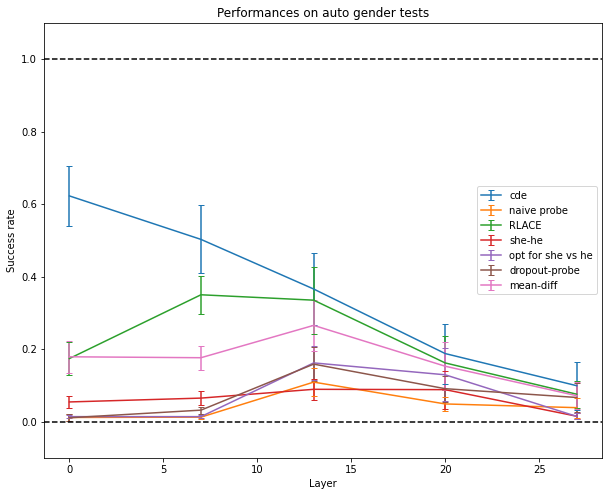 Performances on auto gender tests
Success rate
1.0
0.8
0.6
0.4
0.2
0.0
cde
naive probe
RLACE
she-he
opt for she vs he
dropout-probe
mean-diff
0 5 10 15 20 25
Layer